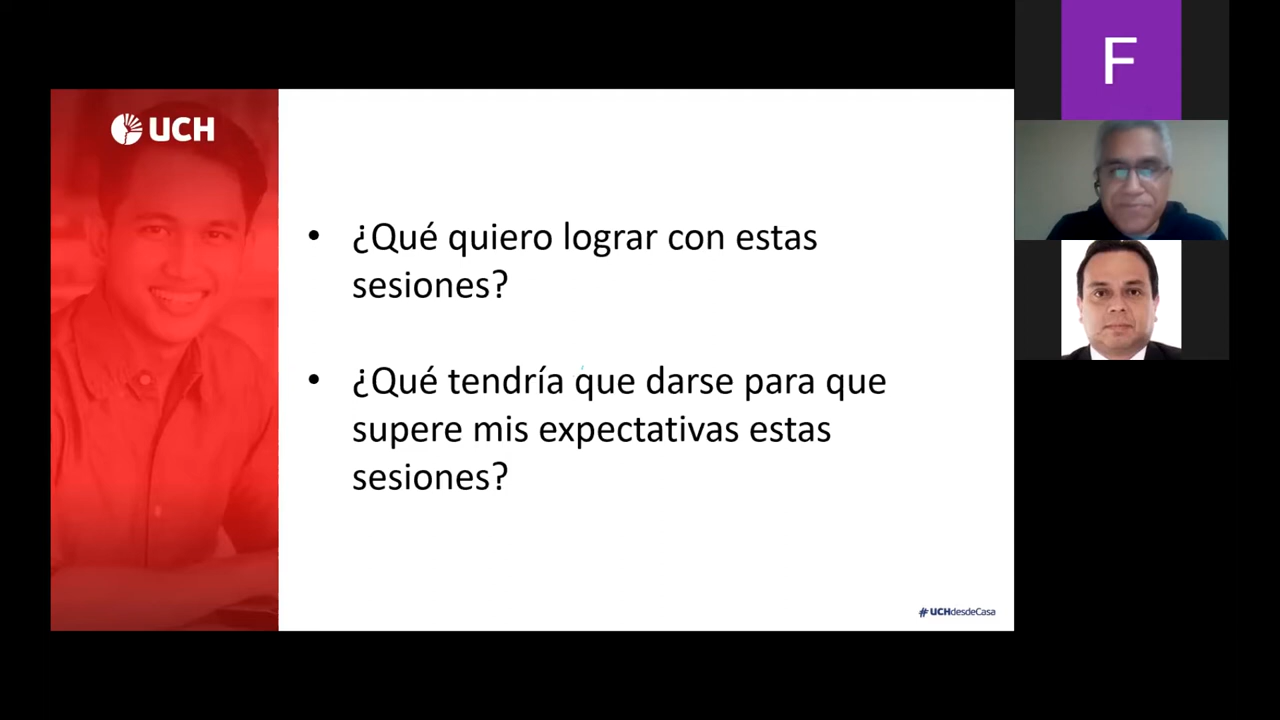 UCH
• ¿Qué quiero lograr con estas
sesiones?
• ¿Qué tendría que darse para que
supere mis expectativas estas
sesiones?
#UCHdesdeCasa
F